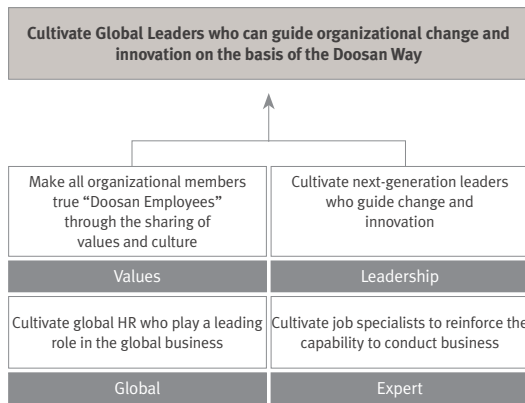 Cultivate Global Leaders who can guide organizational change and
innovation on the basis of the Doosan Way
Make all organizational members
true “Doosan Employees”
through the sharing of
values and culture
Values
Cultivate next-generation leaders
who guide change and
innovation
Leadership
Cultivate global HR who play a leading
role in the global business
Global
Cultivate job specialists to reinforce the
capability to conduct business
Expert